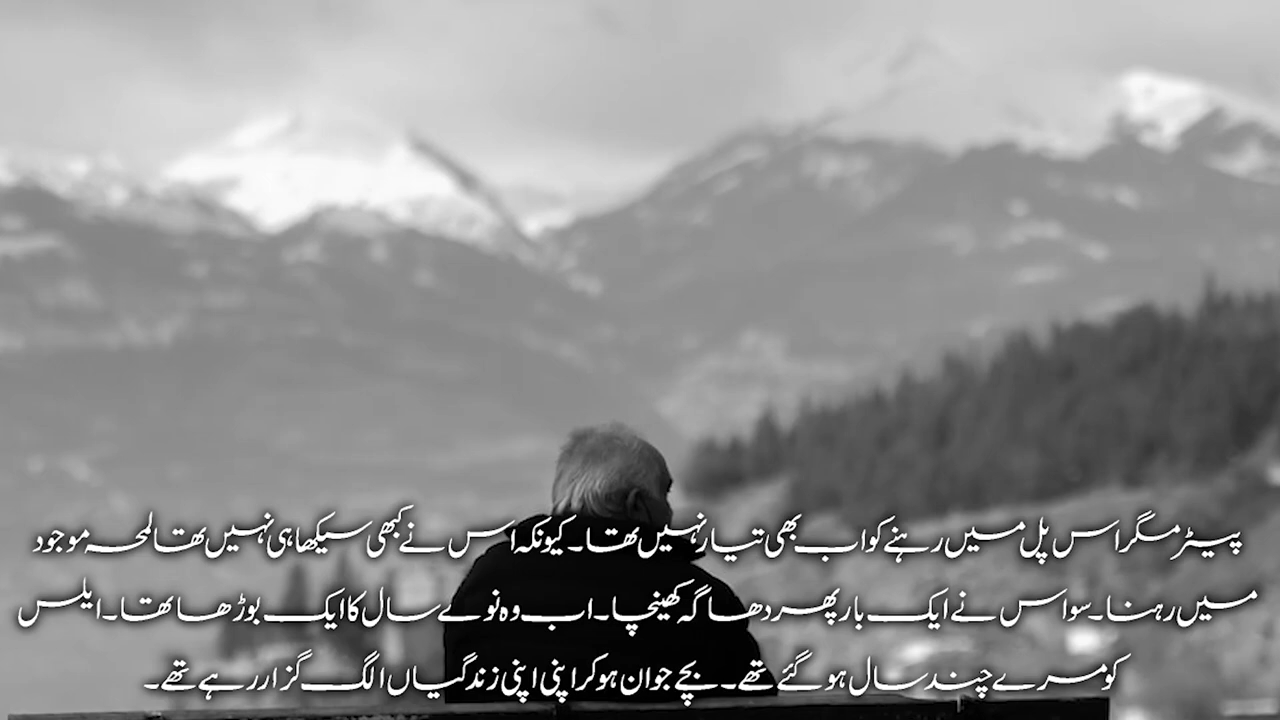 پیٹر مگر اس پل میں رہنے کو اب بھی تیار نہیں تھا۔ کیونکہ اس نے کبھی سیکھا ہی نہیں تھا لمحہ موجود
میں رہنا۔ سو اس نے ایک بار پھر دھاگہ کھینچا۔ اب وہ نوے سال کا ایک بوڑھا تھا۔ ایلس
کو مرے چند سال ہو گئے تھے۔ بچے جوان ہو کر اپنی اپنی زندگیاں الگ گزار رہے تھے۔